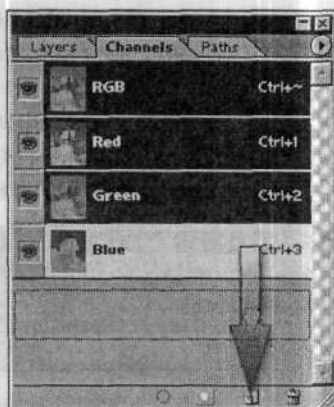 Layers Channels Paths
RGB Ctrl+~
Red Ctrl+1
Green Ctrl+2
Blue Ctrl+3